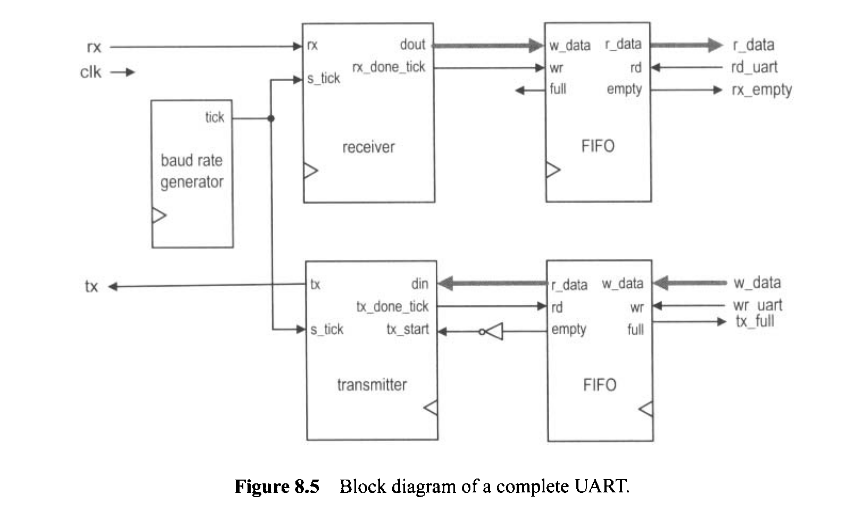 rx
clk
rx
dout
s_tick
rx_done_tick
receiver
w_data
r_data
wr
rd
full
empty
FIFO
r_data
rd_uart
rx_empty
tick
baud rate
generator
tx
tx
din
tx_done_tick
s_tick
tx_start
transmitter
r_data
w_data
rd
wr
empty
full
FIFO
w_data
wr_uart
tx_full
Figure 8.5 Block diagram of a complete UART.